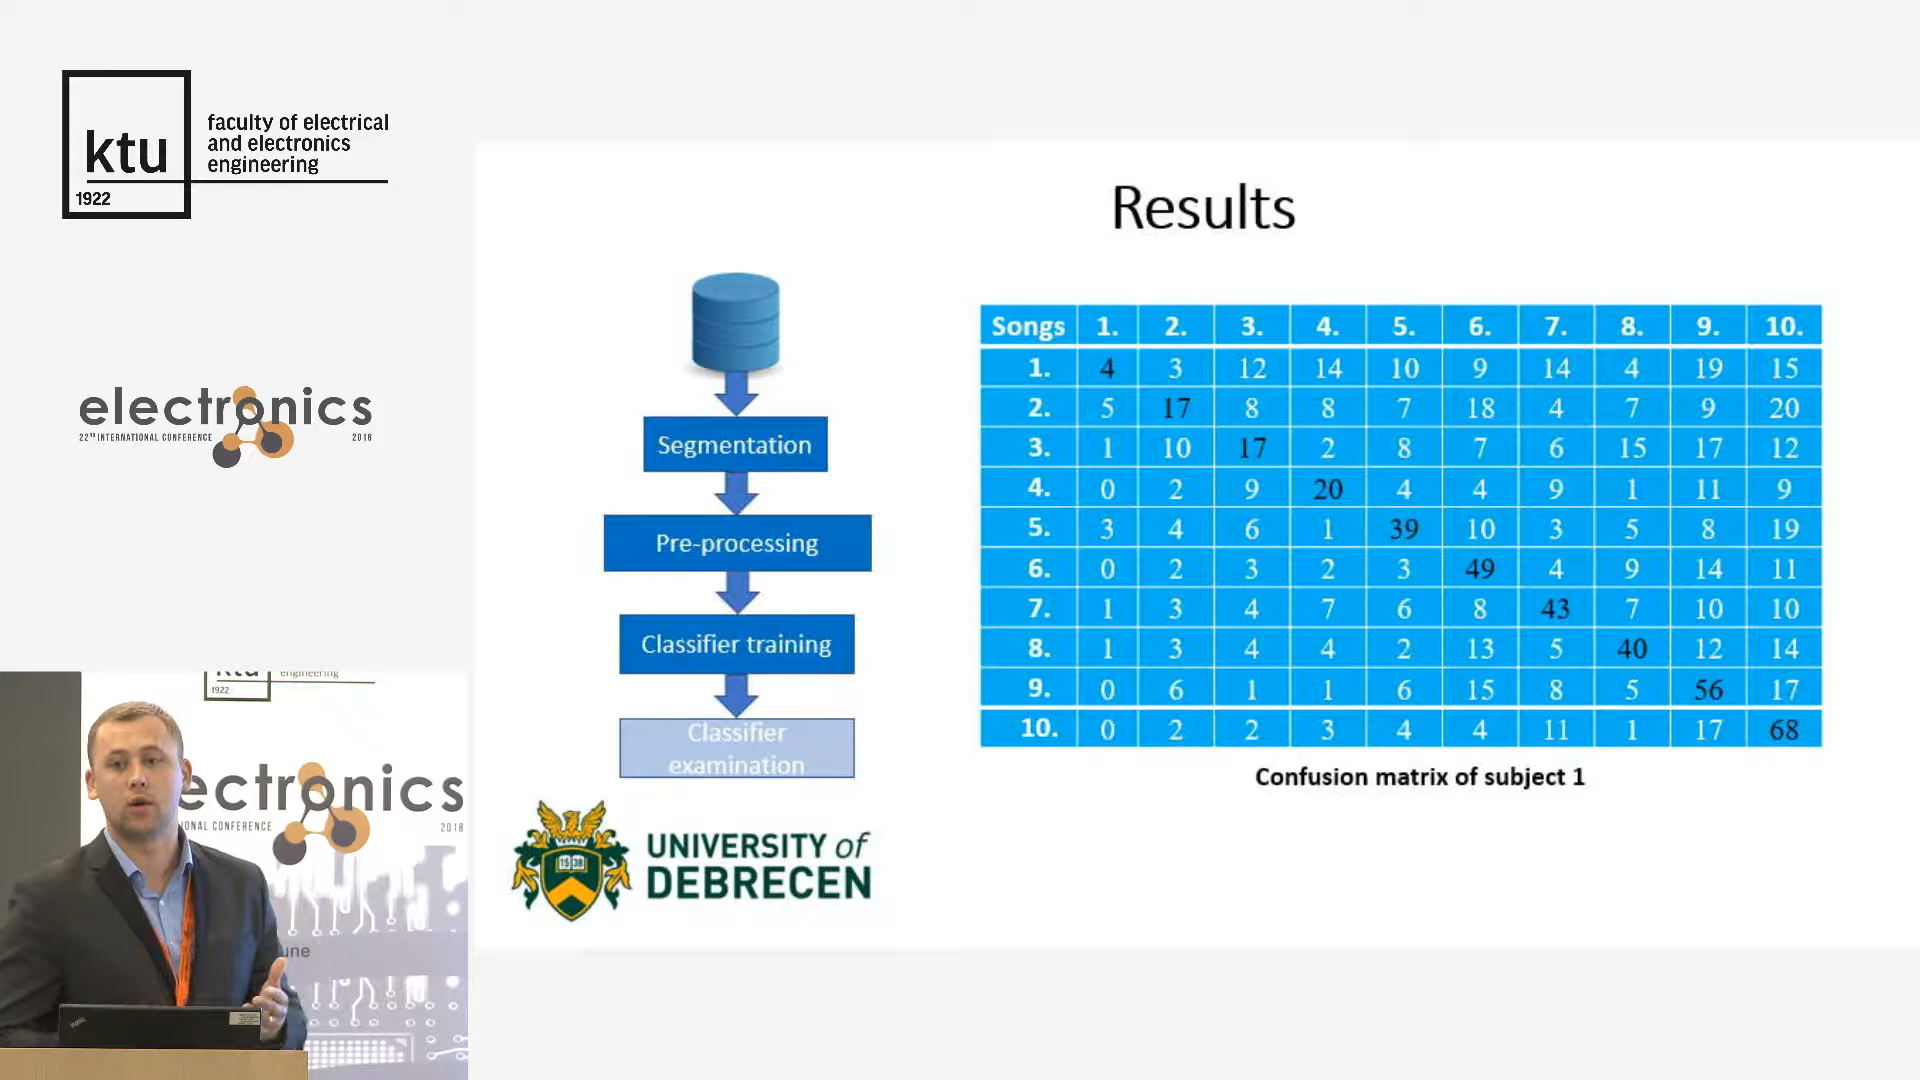 ktu
1922
faculty of electrical
and electronics
engineering
electronics
22ND INTERNATIONAL CONFERENCE 2018
Results
Segmentation
Pre-processing
Classifier training
Classifier
examination
Songs 1. 2. 3. 4. 5. 6. 7. 8. 9. 10.
1. 4 3 12 14 10 9 14 4 19 15
2. 5 17 8 8 7 18 4 7 9 20
3. 1 10 17 2 8 7 6 15 17 12
4. 0 2 9 20 4 4 9 1 11 9
5. 3 4 6 1 39 10 3 5 8 19
6. 0 2 3 2 3 49 4 9 14 11
7. 1 3 4 7 6 8 43 7 10 10
8. 1 3 4 4 2 13 5 40 12 14
9. 0 6 1 1 6 15 8 5 56 17
10. 0 2 2 3 4 4 11 1 17 68
Confusion matrix of subject 1
UNIVERSITY of
DEBRECEN
1538
ktu
engineering
1922
ectronics
IONAL CONFERENCE 2018
une